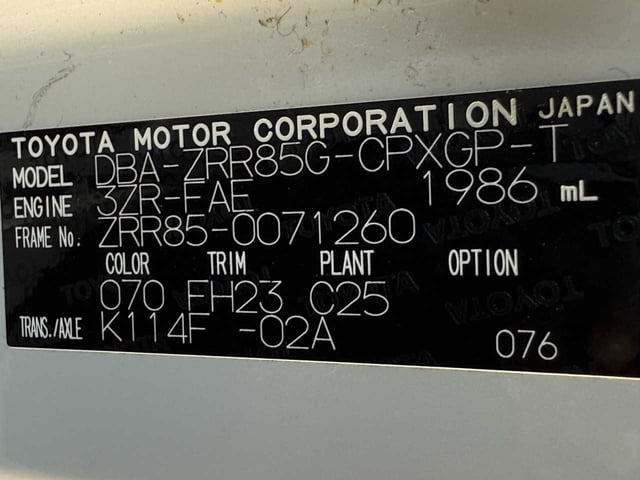 TOYOTA MOTOR CORPORATION JAPAN
MODEL DBA-ZRR85G-CPXGP-T
ENGINE 3ZR-FAE 1986 mL
FRAME No. ZRR85-0071260
COLOR TRIM PLANT OPTION
070 FH23 C25
TRANS./AXLE K114F -02A 076